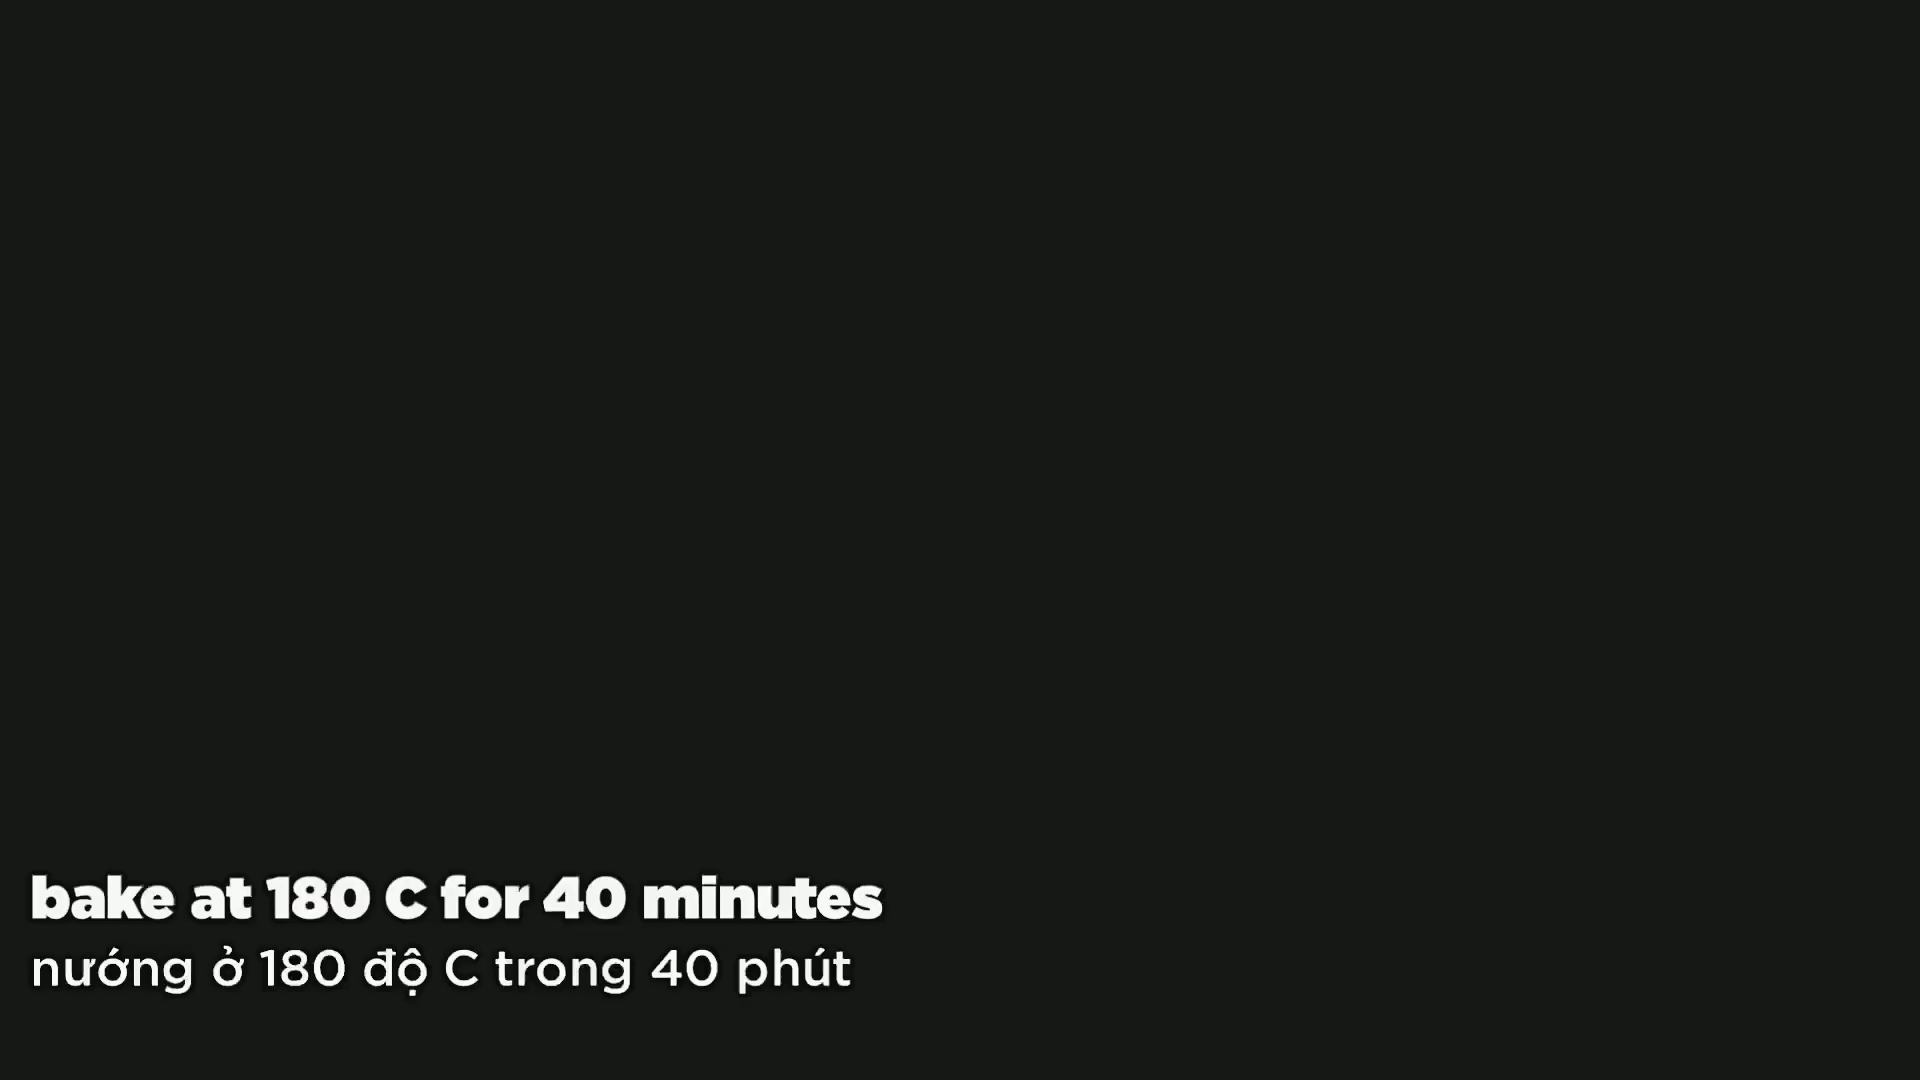 bake at 180 C for 40 minutes
nướng ở 180 độ C trong 40 phút